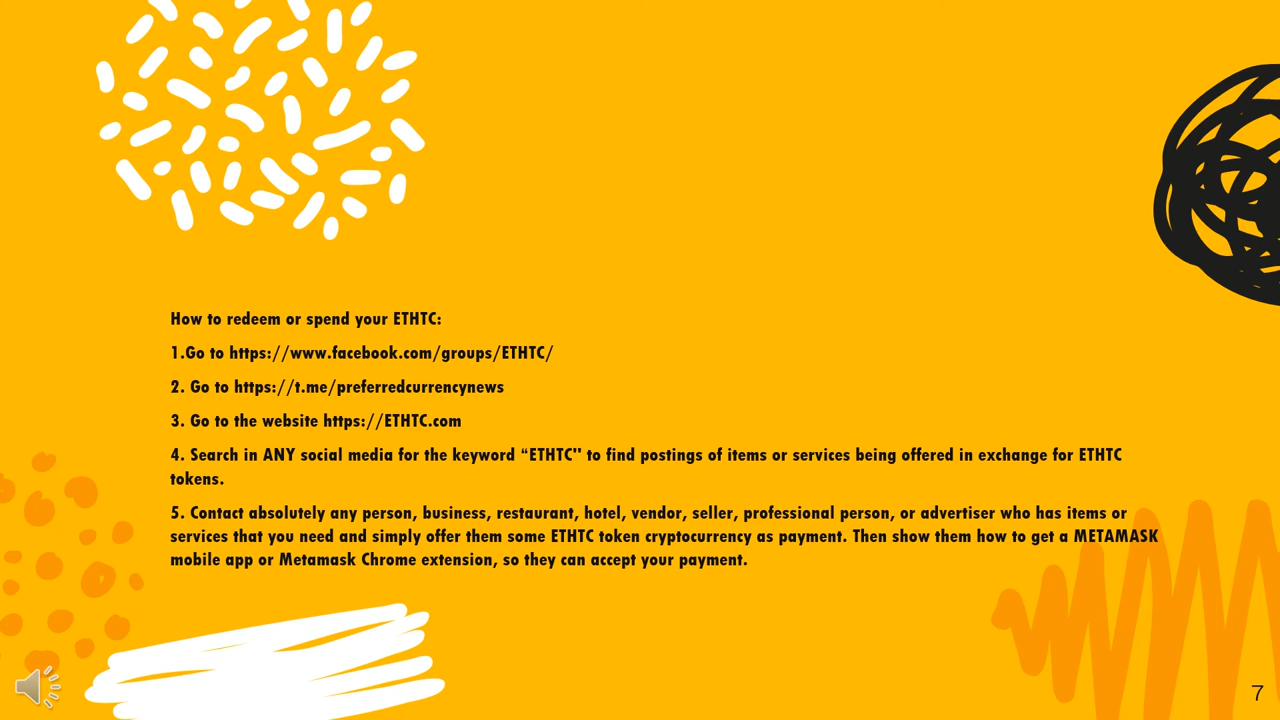 How to redeem or spend your ETHTC:
1.Go to https://www.facebook.com/groups/ETHTC/
2. Go to https://t.me/preferredcurrencynews
3. Go to the website https://ETHTC.com
4. Search in ANY social media for the keyword “ETHTC" to find postings of items or services being offered in exchange for ETHTC
tokens.
5. Contact absolutely any person, business, restaurant, hotel, vendor, seller, professional person, or advertiser who has items or
services that you need and simply offer them some ETHTC token cryptocurrency as payment. Then show them how to get a METAMASK
mobile app or Metamask Chrome extension, so they can accept your payment.
7